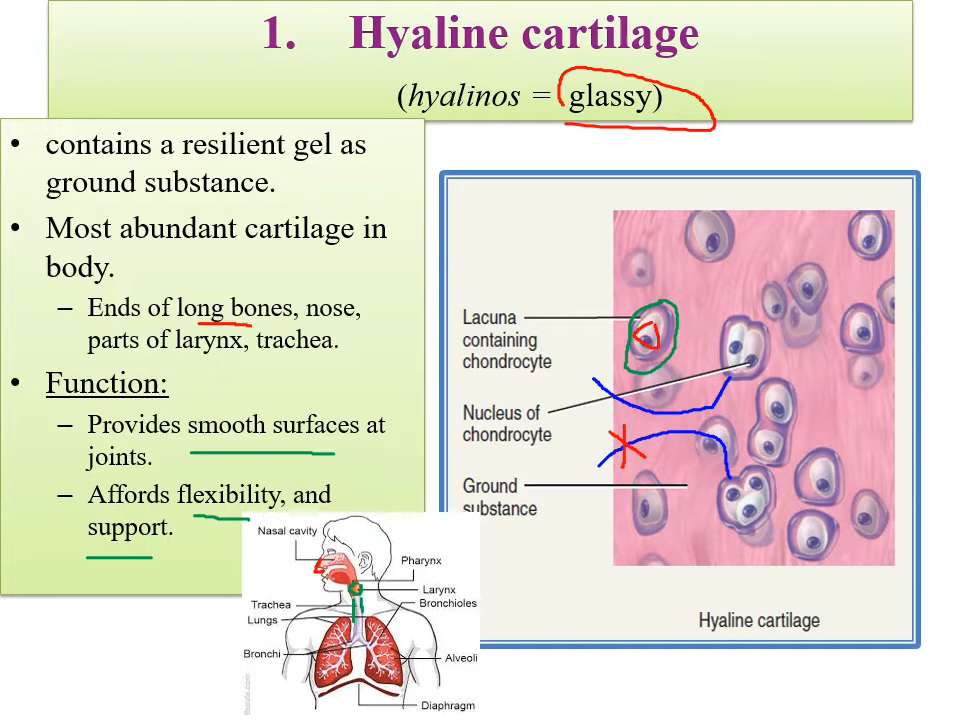 1. Hyaline cartilage
(hyalinos = glassy)
• contains a resilient gel as
ground substance.
• Most abundant cartilage in
body.
– Ends of long bones, nose,
parts of larynx, trachea.
• Function:
– Provides smooth surfaces at
joints.
– Affords flexibility, and
support.
Lacuna
containing
chondrocyte
Nucleus of
chondrocyte
Ground
substance
Hyaline cartilage
Nasal cavity
Pharynx
Larynx
Bronchioles
Trachea
Lungs
Bronchi
Alveoli
Diaphragm